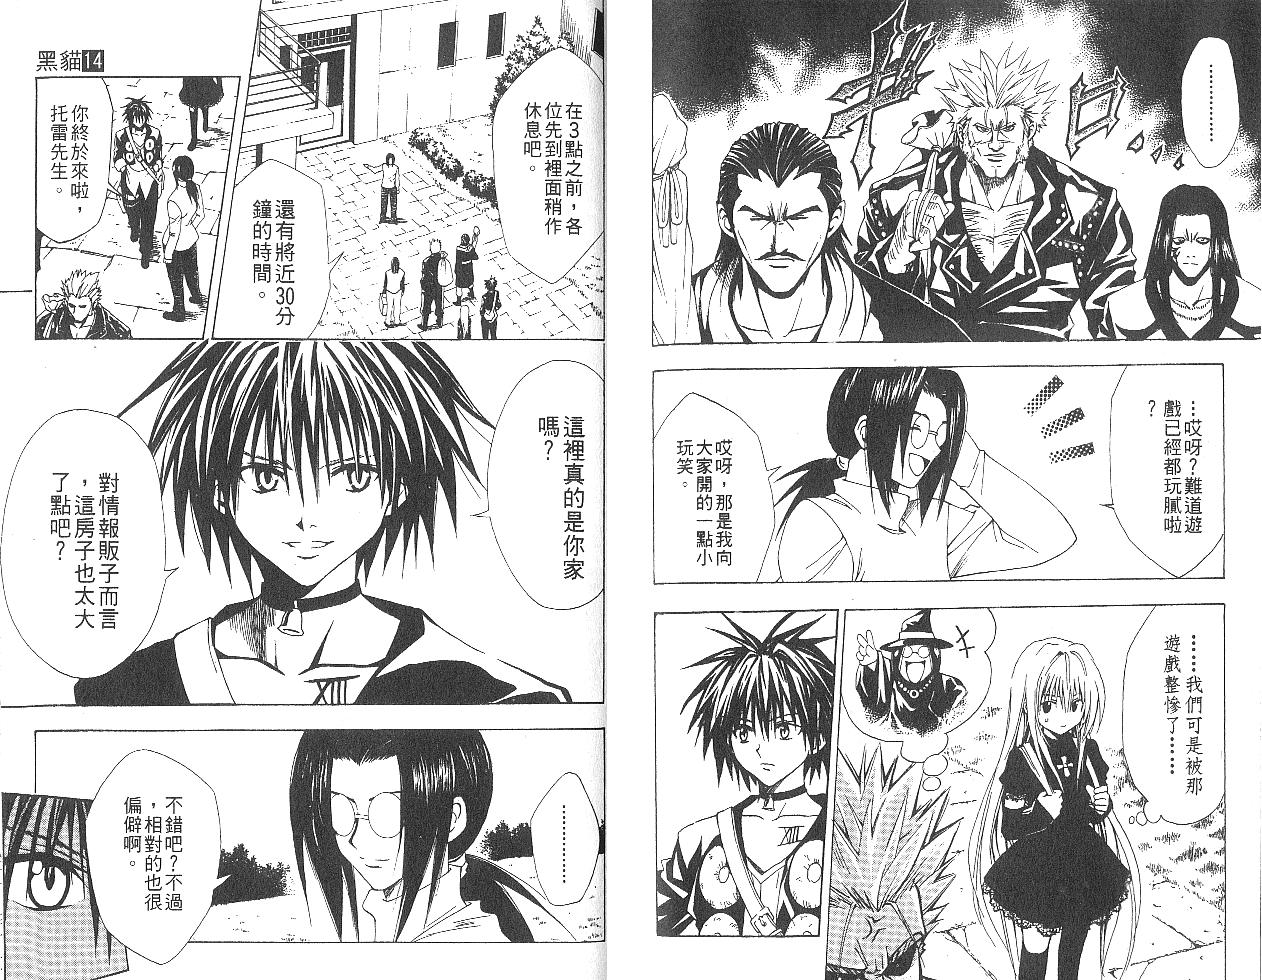 …………
…哎呀？難道遊
戲已經都玩膩啦
？
哎呀，那是我向
大家開的一點小
玩笑。
……我們可是被那
遊戲整慘了……
XIII
黑貓14
在3點之前，各
位先到裡面稍作
休息吧。
還有將近30分
鐘的時間。
你終於來啦，
托雷先生。
這裡真的是你家
嗎？
對情報販子而言
，這房子也太大
了點吧？
XIII
…………
不錯吧？不過
，相對的也很
偏僻啊。